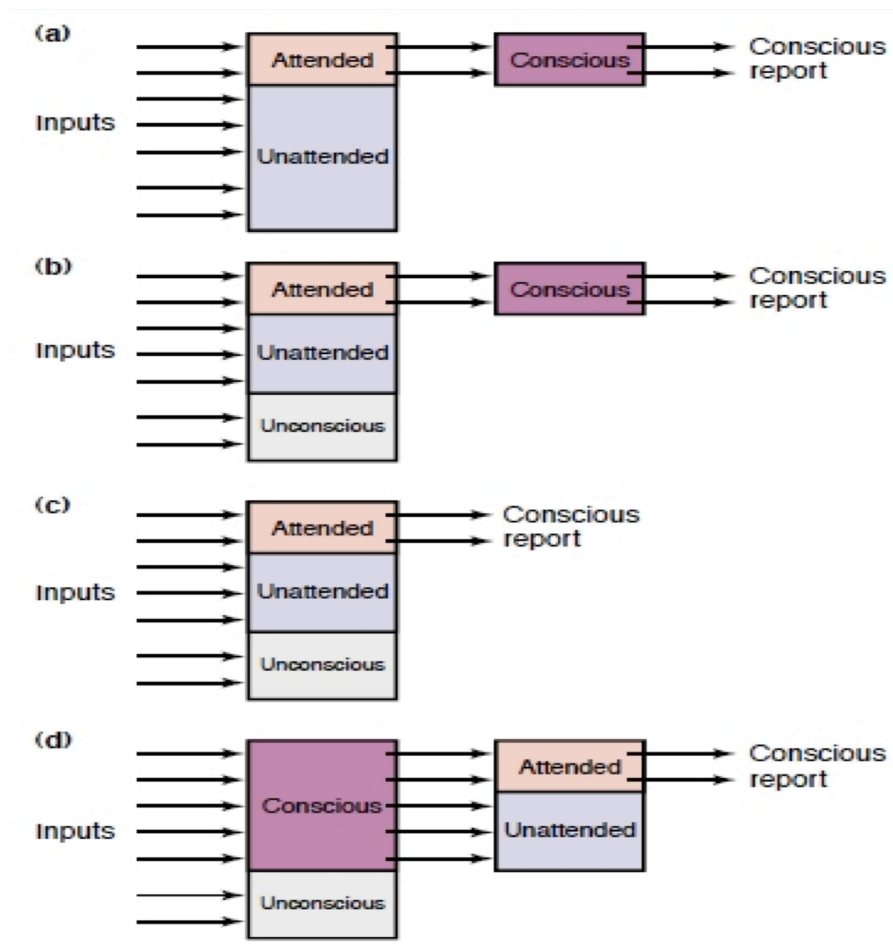 (a)
Attended
Conscious
Conscious
report
Inputs
Unattended
(b)
Attended
Conscious
Conscious
report
Inputs
Unattended
Unconscious
(c)
Attended
Conscious
report
Inputs
Unattended
Unconscious
(d)
Conscious
Attended
Conscious
report
Inputs
Unattended
Unconscious